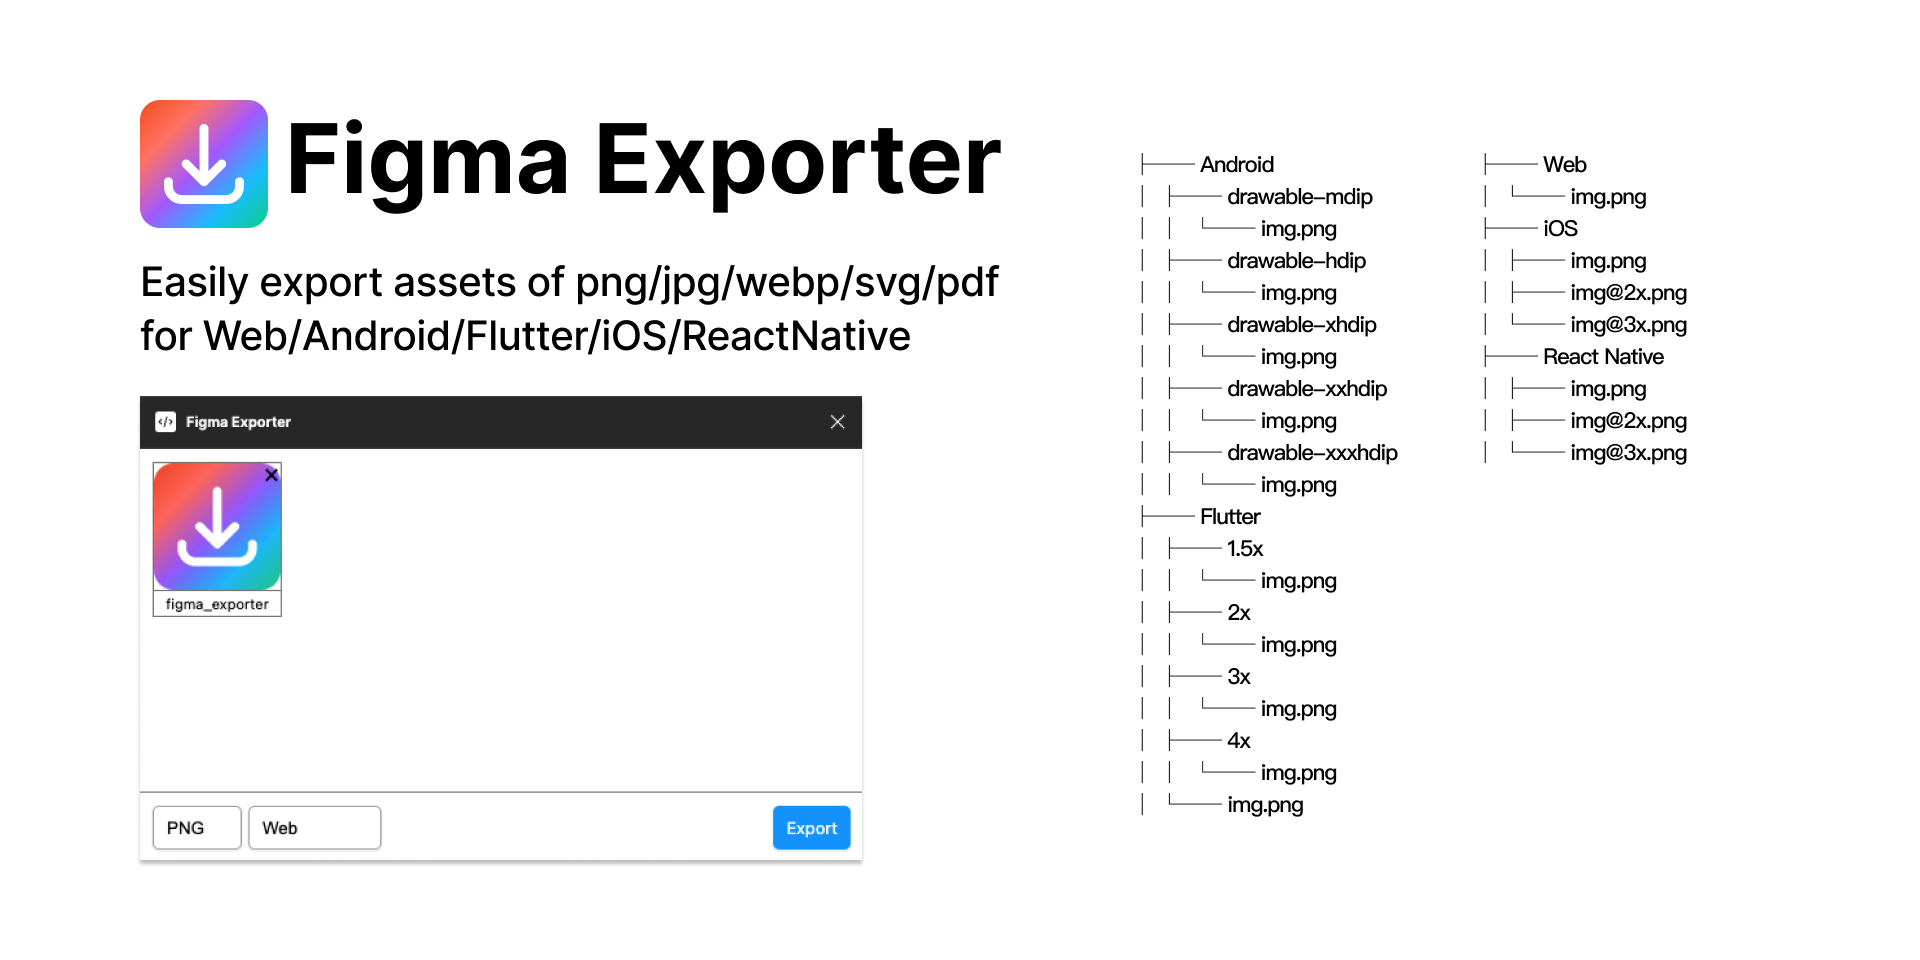 Figma Exporter
Easily export assets of png/jpg/webp/svg/pdf
for Web/Android/Flutter/iOS/ReactNative
</> Figma Exporter
figma_exporter
PNG
Web
Export
Android
drawable-mdip
img.png
drawable-hdip
img.png
drawable-xhdip
img.png
drawable-xxhdip
img.png
drawable-xxxhdip
img.png
Flutter
1.5x
img.png
2x
img.png
3x
img.png
4x
img.png
img.png
Web
img.png
iOS
img.png
img@2x.png
img@3x.png
React Native
img.png
img@2x.png
img@3x.png